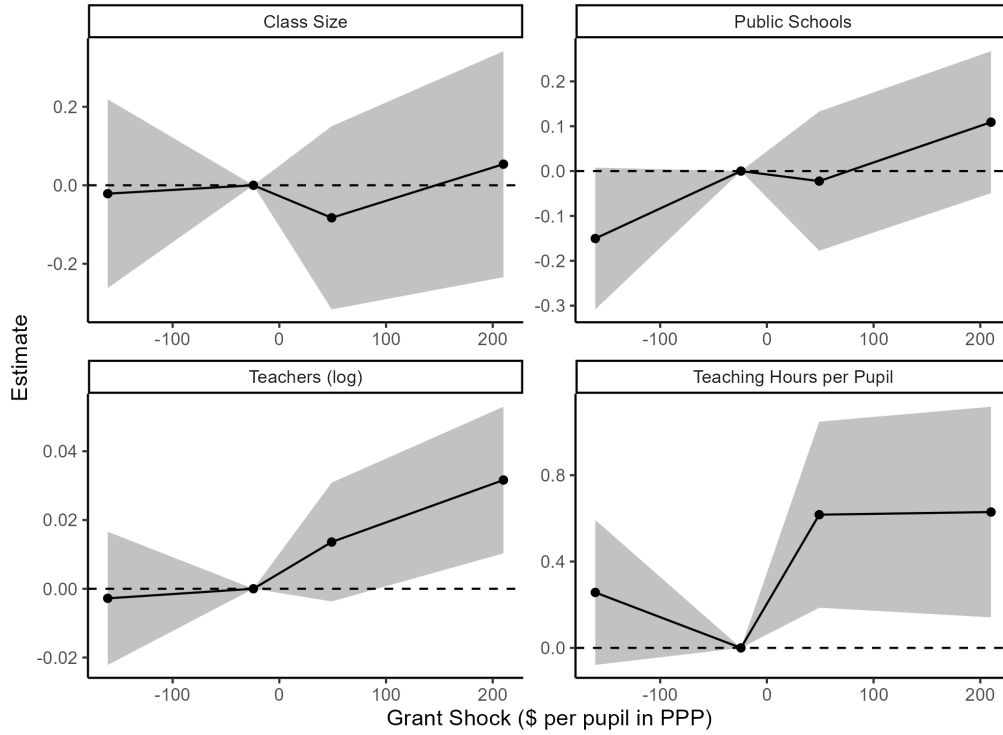 Class Size
Public Schools
0.2
0.0
-0.2
0.2
0.1
0.0
-0.1
-0.2
-0.3
-100 0 100 200
-100 0 100 200
Estimate
Teachers (log)
Teaching Hours per Pupil
0.04
0.02
0.00
-0.02
0.8
0.4
0.0
-100 0 100 200
-100 0 100 200
Grant Shock ($ per pupil in PPP)